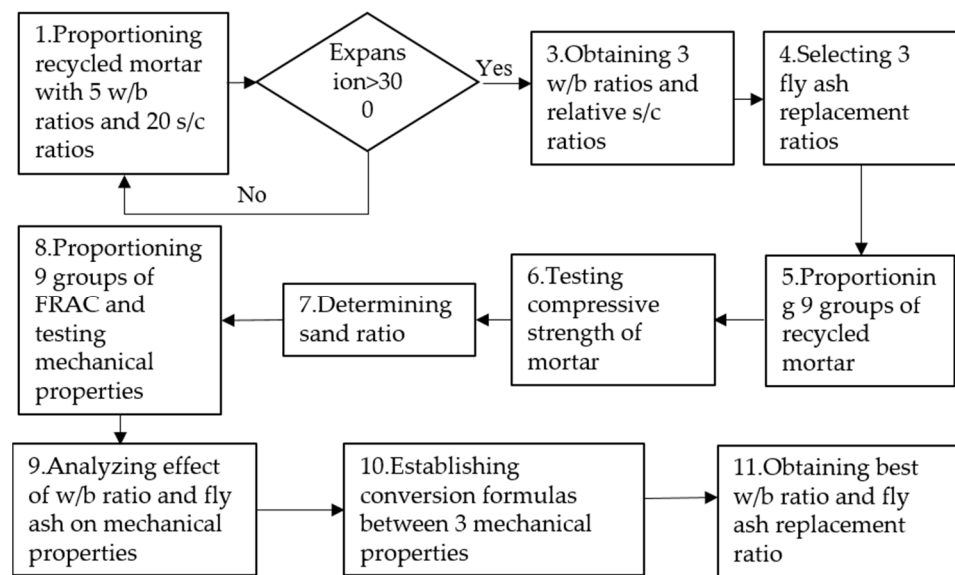 1.Proportioning
recycled mortar
with 5 w/b
ratios and 20 s/c
ratios
Expans
ion>30
0
Yes
No
3.Obtaining 3
w/b ratios and
relative s/c
ratios
4.Selecting 3
fly ash
replacement
ratios
5.Proportionin
g 9 groups of
recycled
mortar
6.Testing
compressive
strength of
mortar
7.Determining
sand ratio
8.Proportioning
9 groups of
FRAC and
testing
mechanical
properties
9.Analyzing effect
of w/b ratio and fly
ash on mechanical
properties
10.Establishing
conversion formulas
between 3 mechanical
properties
11.Obtaining best
w/b ratio and
fly ash
replacement
ratio